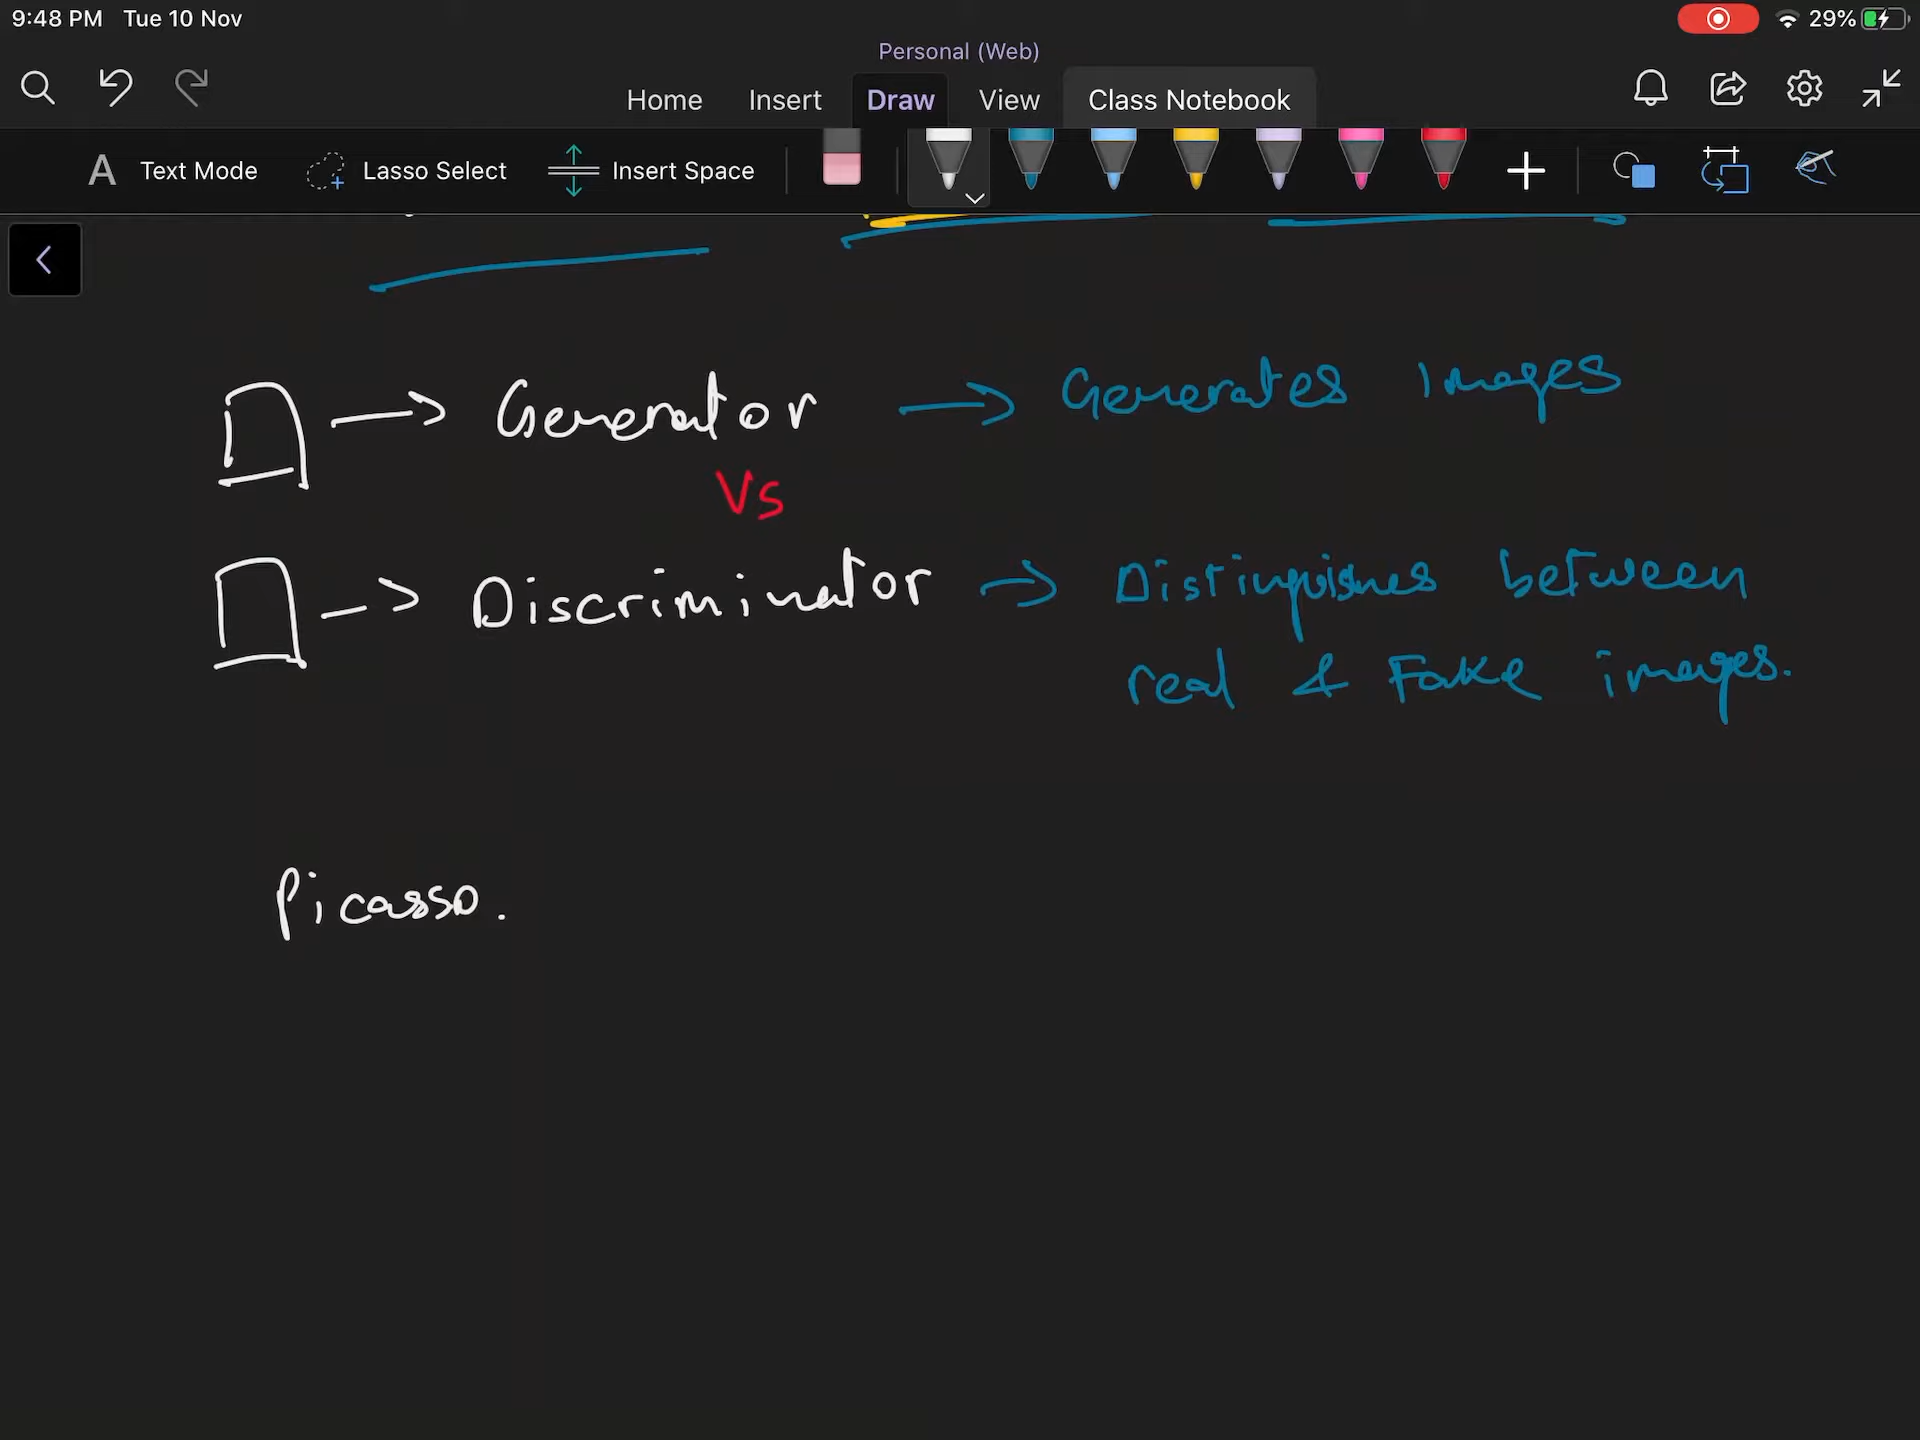 9:48 PM Tue 10 Nov
29%
Personal (Web)
Home Insert Draw View Class Notebook
A Text Mode Lasso Select Insert Space
Generator → Generates Images
Vs
Discriminator → Distinguishes between
real & Fake images.
Picasso.